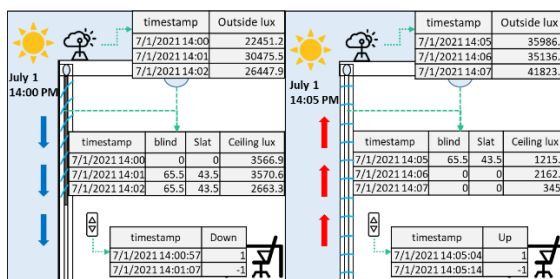 timestamp Outside lux
7/1/2021 14:00 22451.2
7/1/2021 14:01 30475.5
7/1/2021 14:02 26447.9
July 1
14:00 PM
timestamp blind Slat Ceiling lux
7/1/2021 14:00 0 0 3566.9
7/1/2021 14:01 65.5 43.5 3570.6
7/1/2021 14:02 65.5 43.5 2663.3
timestamp Down
7/1/2021 14:00:57 1
7/1/2021 14:01:07 -1
timestamp Outside lux
7/1/2021 14:05 35986.
7/1/2021 14:06 35136.
7/1/2021 14:07 41823.
July 1
14:05 PM
timestamp blind Slat Ceiling lux
7/1/2021 14:05 65.5 43.5 1215.
7/1/2021 14:06 0 0 2162.
7/1/2021 14:07 0 0 345
timestamp Up
7/1/2021 14:05:04 1
7/1/2021 14:05:14 -1